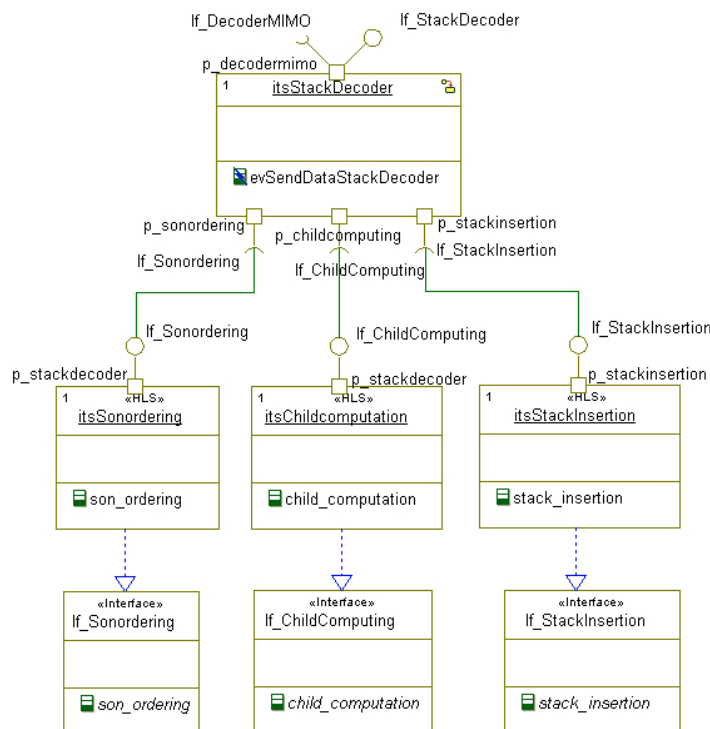 If_DecoderMIMO
If_StackDecoder
p_decodermimo
1
itsStackDecoder
evSendDataStackDecoder
p_sonordering
p_childcomputing
p_stackinsertion
If_Sonordering
If_ChildComputing
If_StackInsertion
If_Sonordering
If_ChildComputing
If_StackInsertion
p_stackdecoder
p_stackdecoder
p_stackinsertion
1
«HLS»
itsSonordering
son_ordering
1
«HLS»
itsChildcomputation
child_computation
1
«HLS»
itsStackInsertion
stack_insertion
«Interface»
If_Sonordering
son_ordering
«Interface»
If_ChildComputing
child_computation
«Interface»
If_StackInsertion
stack_insertion